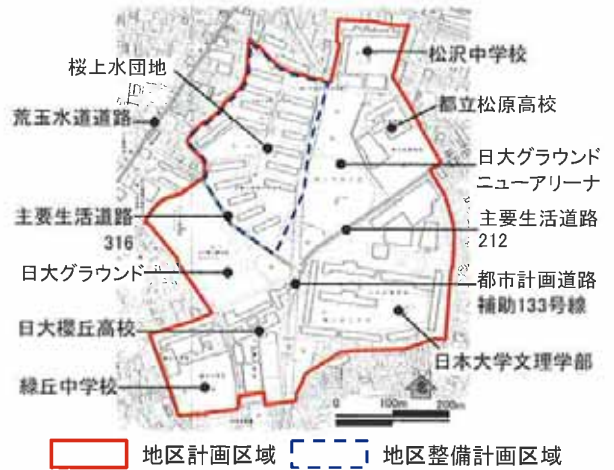 松沢中学校
桜上水団地
都立松原高校
荒玉水道道路
日大グラウンド
ニューアリーナ
主要生活道路
316
主要生活道路
212
日大グラウンド
都市計画道路
補助133号線
日大櫻丘高校
日本大学文理学部
緑丘中学校
0 100m 200m
地区計画区域 地区整備計画区域